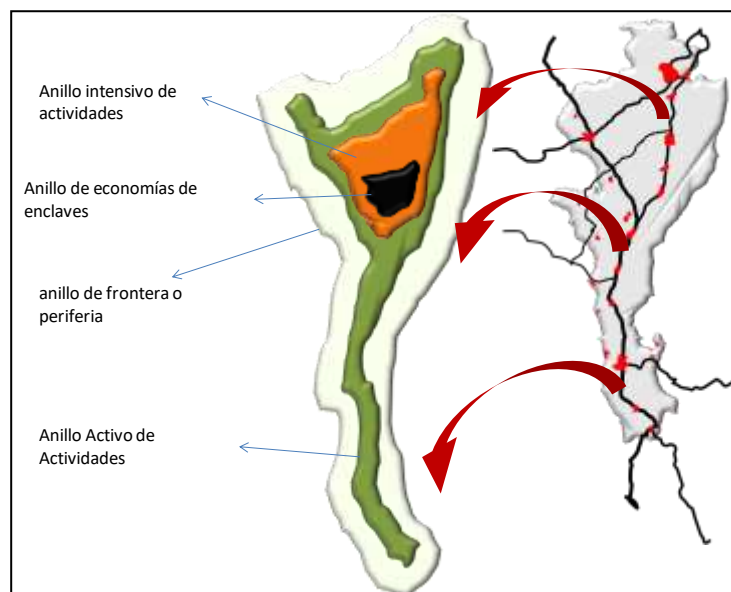 Anillo intensivo de
actividades
Anillo de economías de
enclaves
anillo de frontera o
periferia
Anillo Activo de
Actividades